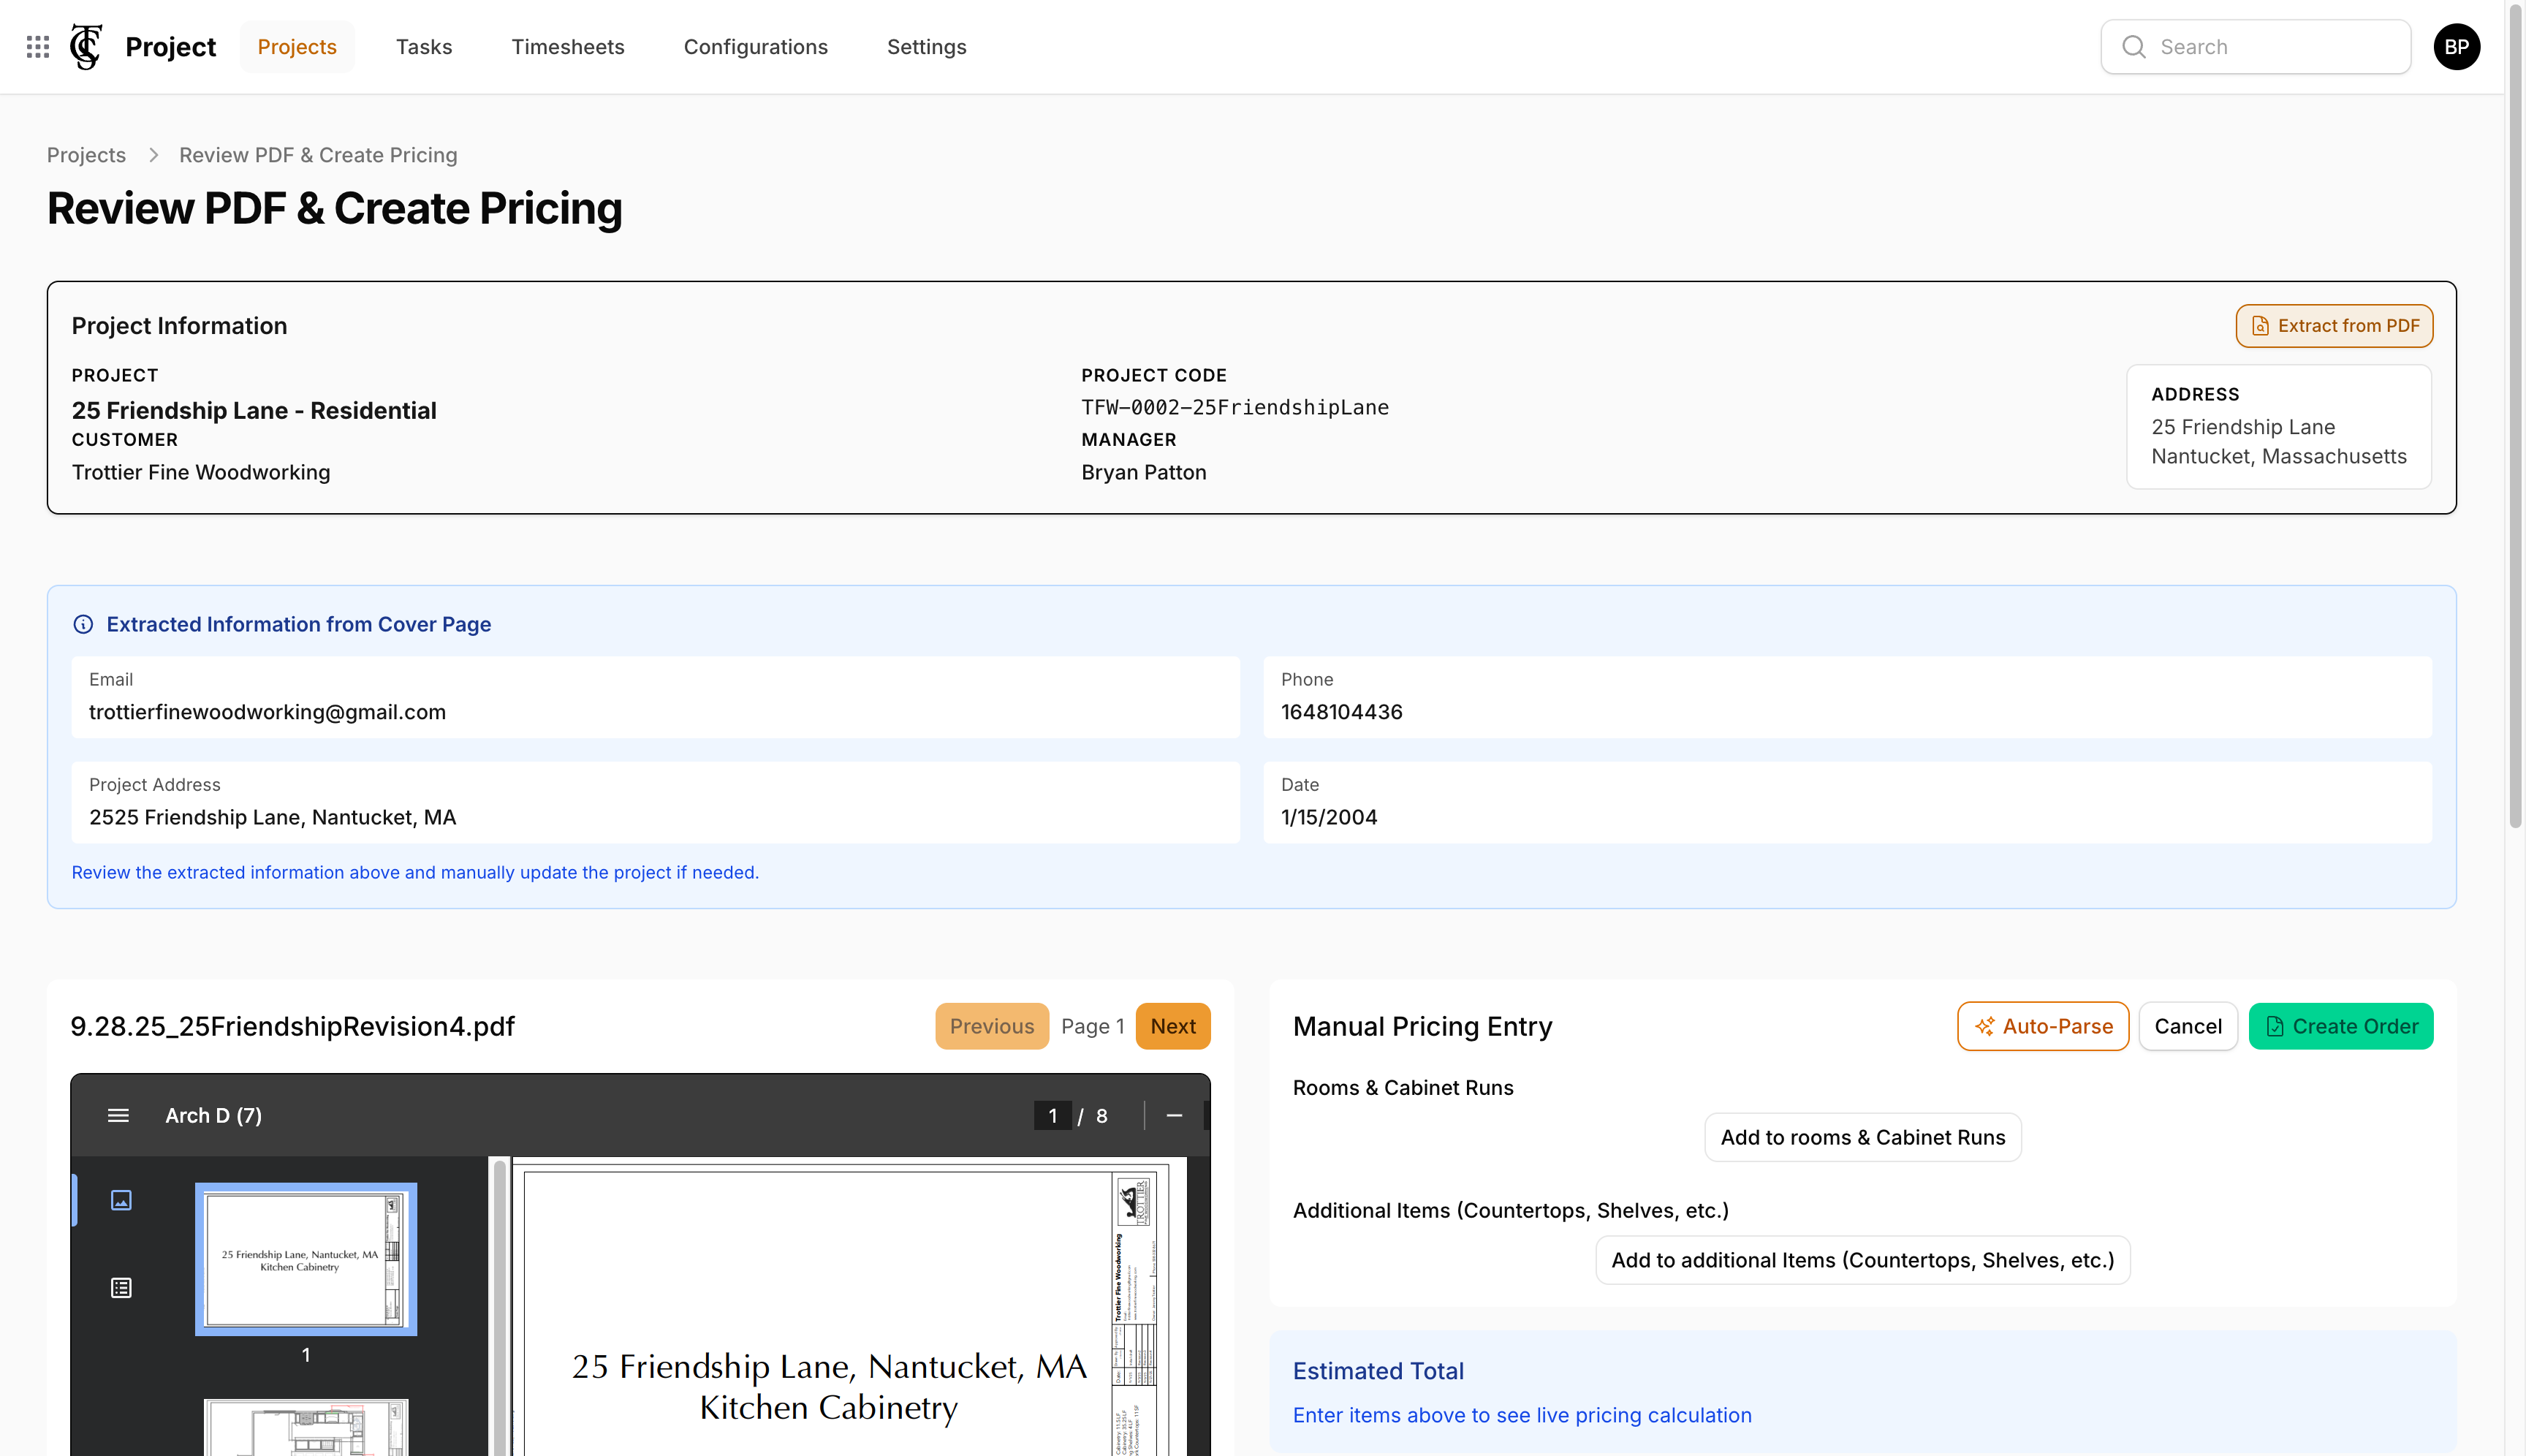 Project
Projects
Tasks
Timesheets
Configurations
Settings
Search
BP
Projects
Review PDF & Create Pricing
Review PDF & Create Pricing
Project Information
Extract from PDF
PROJECT
25 Friendship Lane - Residential
CUSTOMER
Trottier Fine Woodworking
PROJECT CODE
TFW-0002-25FriendshipLane
MANAGER
Bryan Patton
ADDRESS
25 Friendship Lane
Nantucket, Massachusetts
Extracted Information from Cover Page
Email
trottierfinewoodworking@gmail.com
Phone
1648104436
Project Address
2525 Friendship Lane, Nantucket, MA
Date
1/15/2004
Review the extracted information above and manually update the project if needed.
9.28.25_25FriendshipRevision4.pdf
Previous
Page 1
Next
Arch D (7)
1 / 8
25 Friendship Lane, Nantucket, MA
Kitchen Cabinetry
1
TROTTIER
Trottier Fine Woodworking
25 Friendship Lane, Nantucket, MA
Kitchen Cabinetry
Manual Pricing Entry
Auto-Parse
Cancel
Create Order
Rooms & Cabinet Runs
Add to rooms & Cabinet Runs
Additional Items (Countertops, Shelves, etc.)
Add to additional Items (Countertops, Shelves, etc.)
Estimated Total
Enter items above to see live pricing calculation